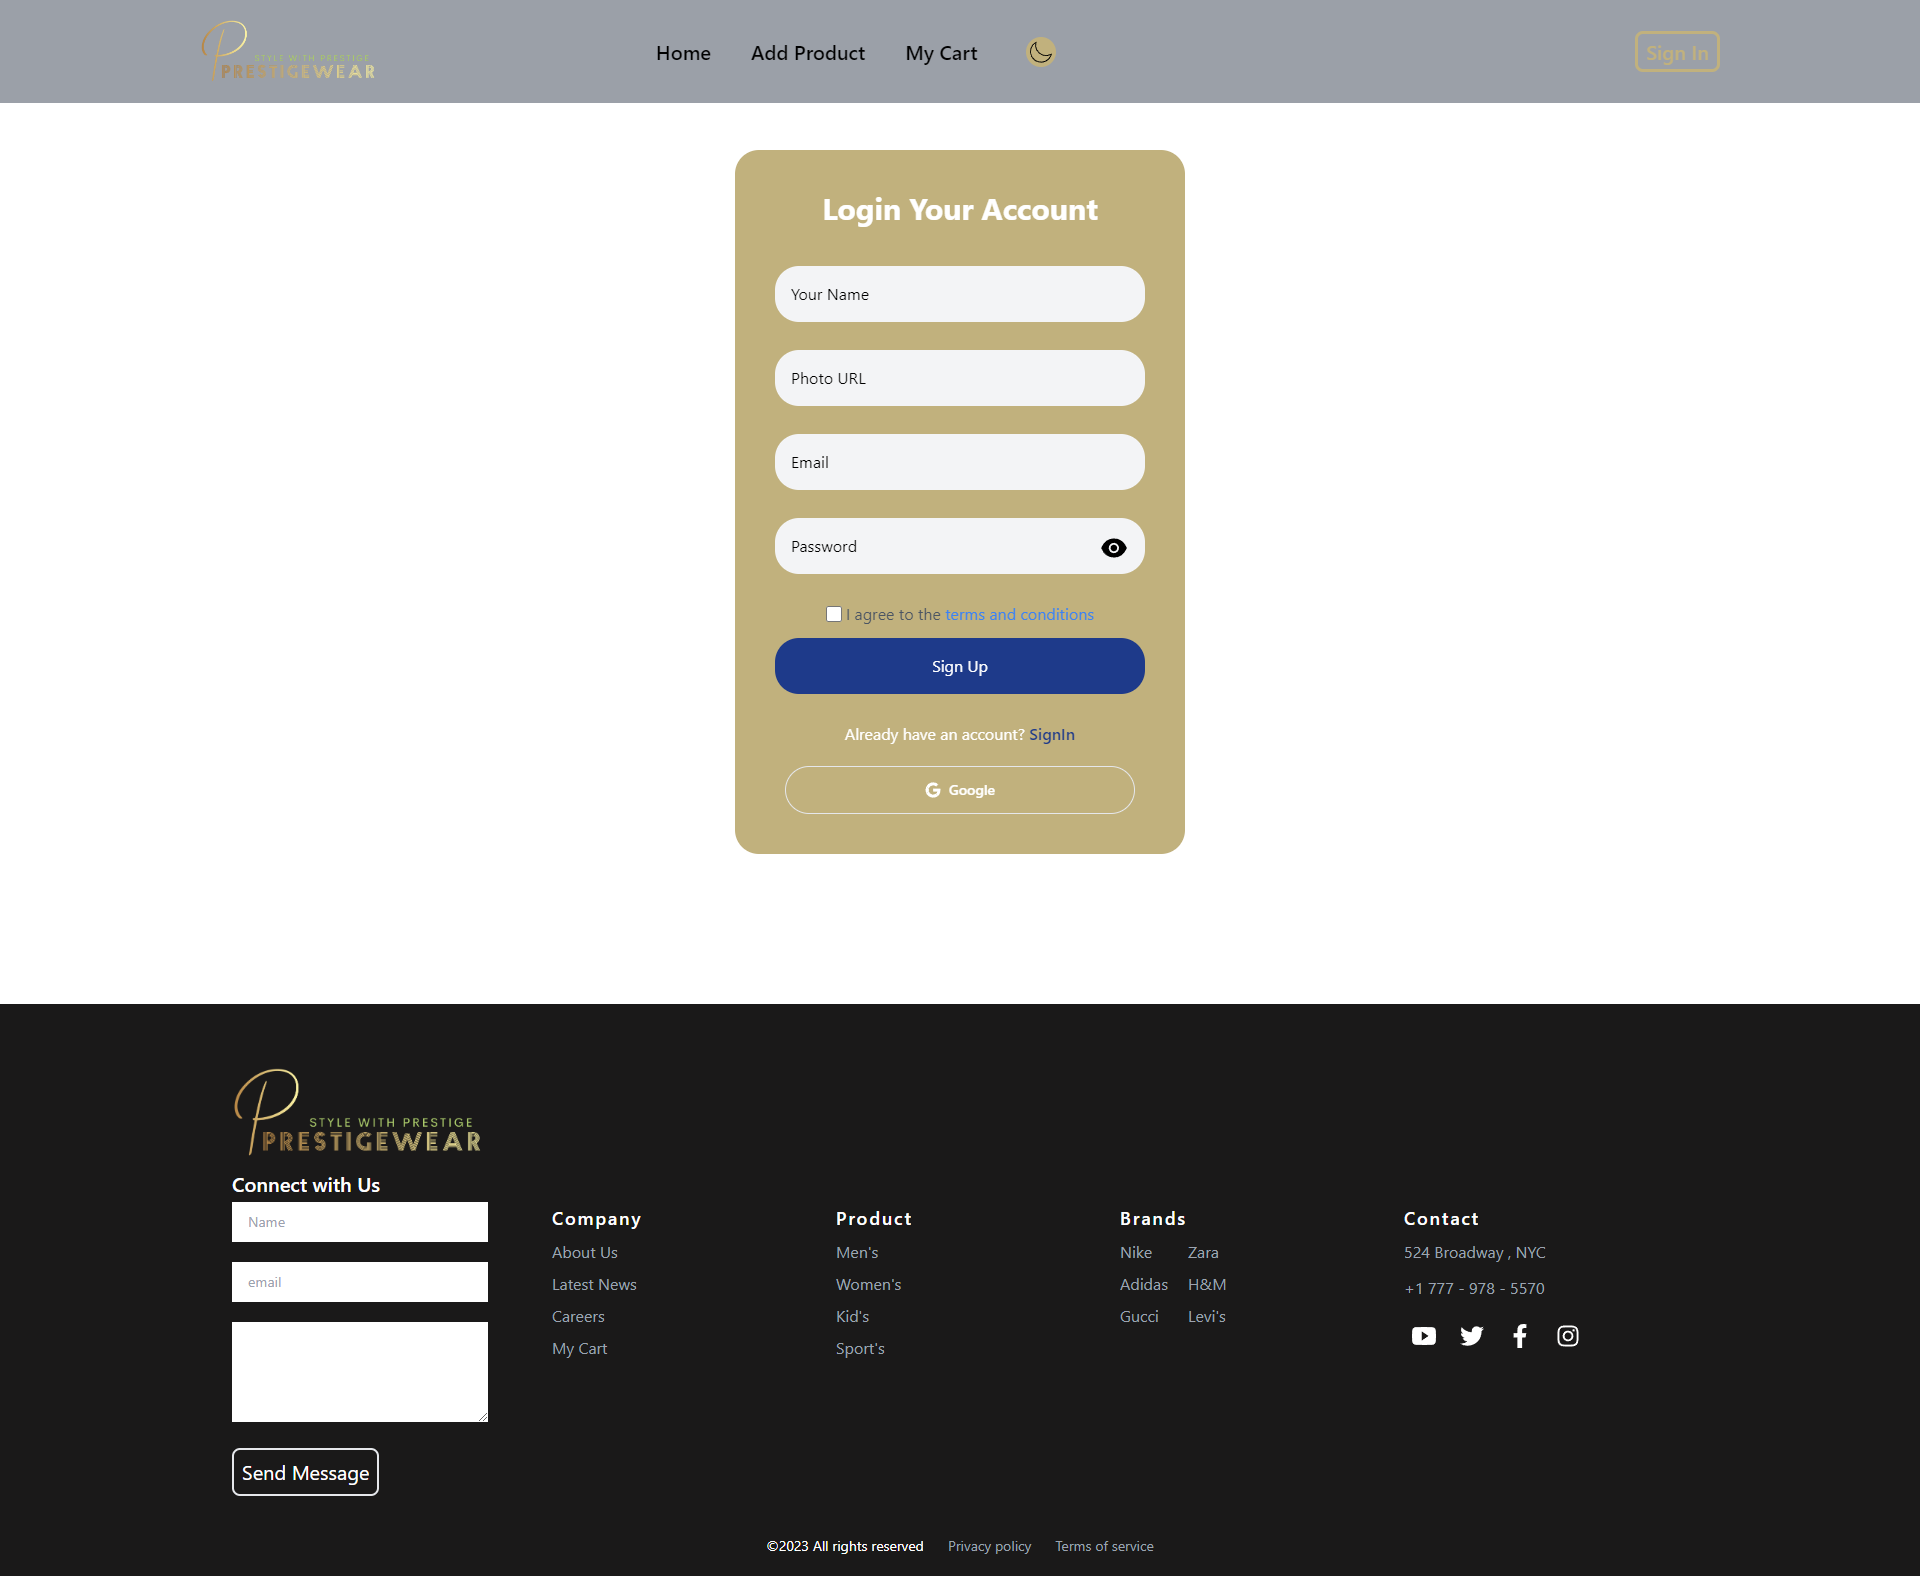 STYLE WITH PRESTIGE
PRESTIGEWEAR
Home
Add Product
My Cart
Sign In
Login Your Account
Your Name
Photo URL
Email
Password
I agree to the terms and conditions
Sign Up
Already have an account? SignIn
Google
STYLE WITH PRESTIGE
PRESTIGEWEAR
Connect with Us
Name
email
Send Message
Company
About Us
Latest News
Careers
My Cart
Product
Men's
Women's
Kid's
Sport's
Brands
Nike Zara
Adidas H&M
Gucci Levi's
Contact
524 Broadway , NYC
+1 777 - 978 - 5570
©2023 All rights reserved Privacy policy Terms of service